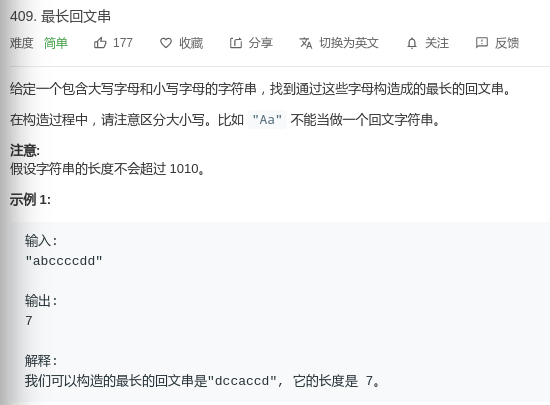 409. 最长回文串
难度 简单 177 收藏 分享 切换为英文 关注 反馈
给定一个包含大写字母和小写字母的字符串，找到通过这些字母构造成的最长的回文串。
在构造过程中，请注意区分大小写。比如 "Aa" 不能当做一个回文字符串。
注意:
假设字符串的长度不会超过 1010。
示例 1:
输入:
"abccccdd"
输出:
7
解释:
我们可以构造的最长的回文串是"dccaccd", 它的长度是 7。